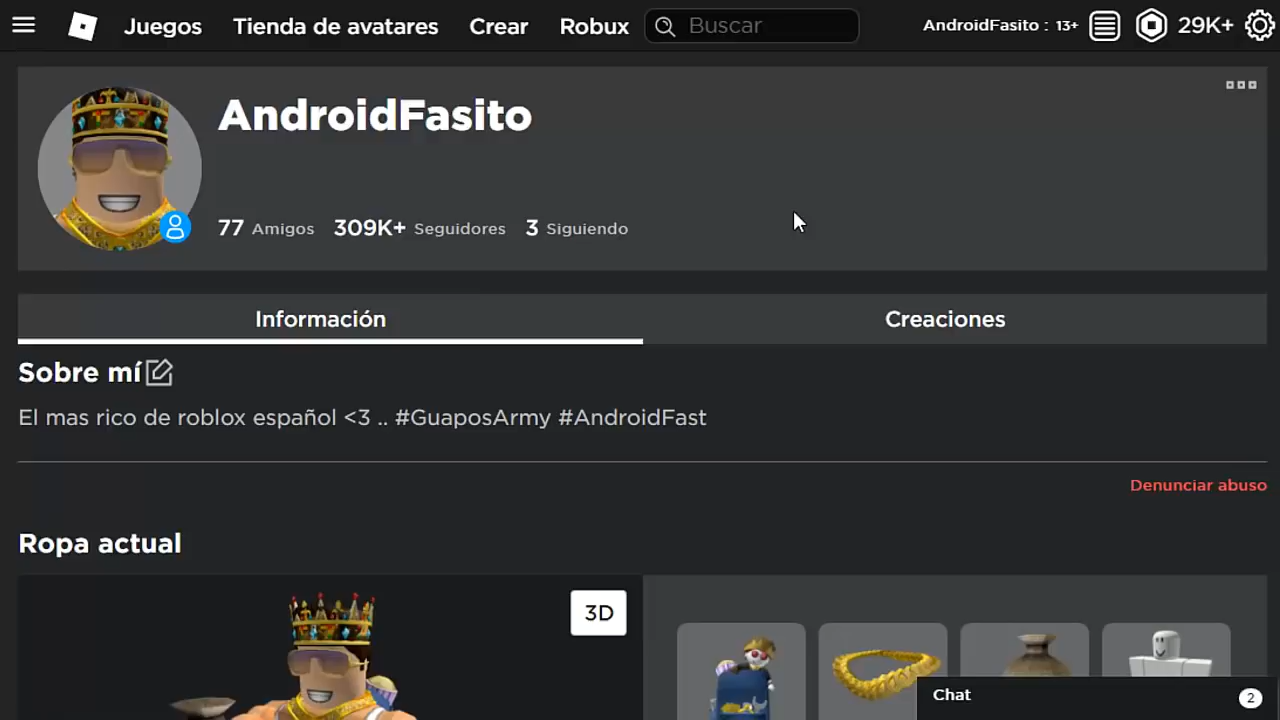 Juegos Tienda de avatares Crear Robux Buscar AndroidFasito : 13+ 29K+
AndroidFasito
77 Amigos 309K+ Seguidores 3 Siguiendo
Información Creaciones
Sobre mí
El mas rico de roblox español <3 .. #GuaposArmy #AndroidFast
Denunciar abuso
Ropa actual
3D
Chat 2